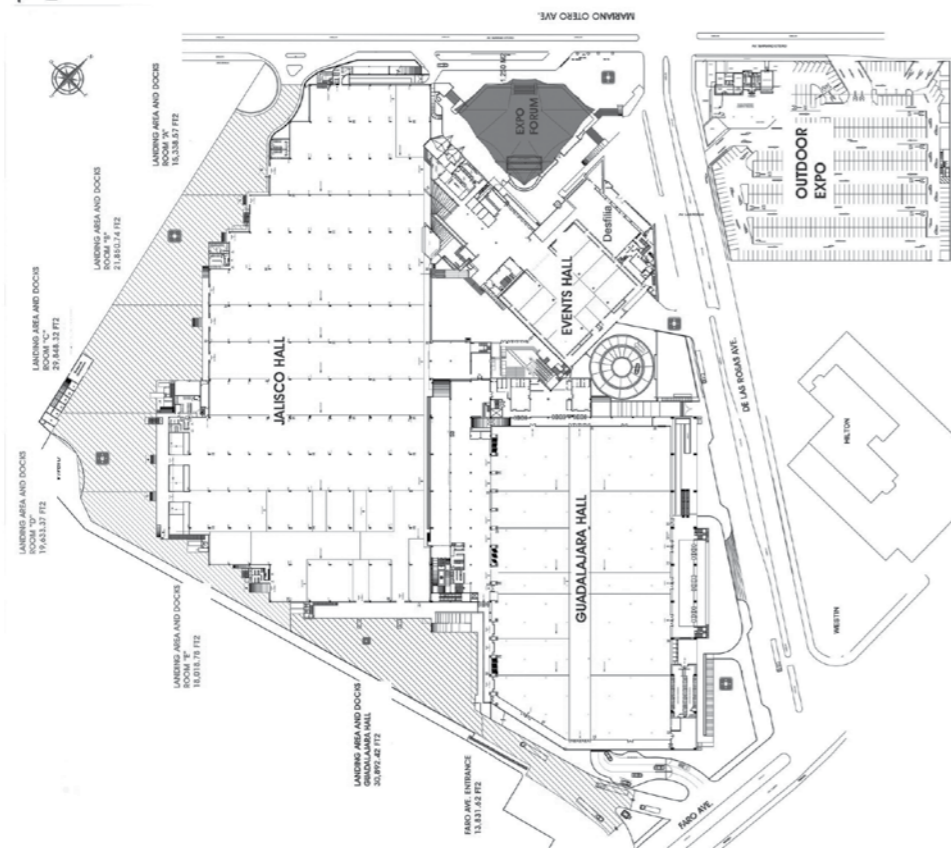 MARIANO OTERO AVE.
LANDING AREA AND DOCKS
ROOM "A"
15,338.57 FT2
LANDING AREA AND DOCKS
ROOM "B"
21,850.74 FT2
LANDING AREA AND DOCKS
ROOM "C"
29,848.32 FT2
LANDING AREA AND DOCKS
ROOM "D"
19,633.37 FT2
LANDING AREA AND DOCKS
ROOM "E"
18,018.78 FT2
LANDING AREA AND DOCKS
GUADALAJARA HALL
30,892.42 FT2
FARO AVE. ENTRANCE
13,831.62 FT2
JALISCO HALL
1,250 M2
EXPO
FORUM
EVENTS HALL
Desfilia
GUADALAJARA HALL
OUTDOOR
EXPO
DE LAS ROSAS AVE.
HILTON
WESTIN
FARO AVE.